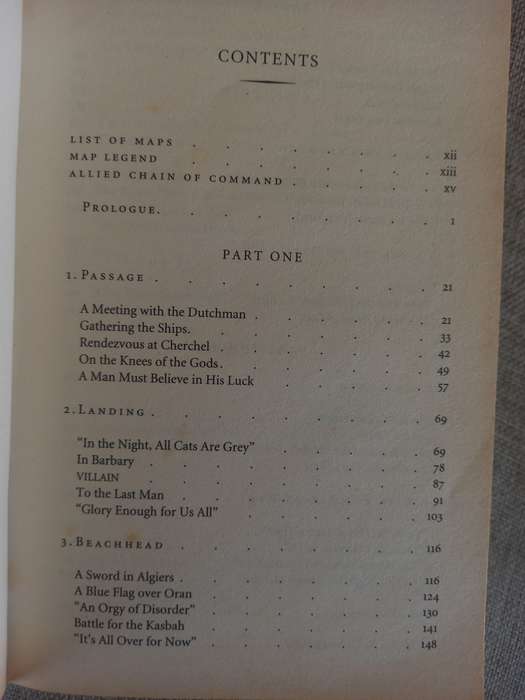 CONTENTS
LIST OF MAPS . . . . . . . . xii
MAP LEGEND . . . . . . . . xiii
ALLIED CHAIN OF COMMAND . . . . . xv
PROLOGUE. . . . . . . . . 1
PART ONE
1. PASSAGE . . . . . . . . . . 21
A Meeting with the Dutchman . . . . . . . 21
Gathering the Ships. . . . . . . . . 33
Rendezvous at Cherchel . . . . . . . . 42
On the Knees of the Gods. . . . . . . . 49
A Man Must Believe in His Luck . . . . . . 57
2. LANDING . . . . . . . . . . 69
"In the Night, All Cats Are Grey" . . . . . . 69
In Barbary . . . . . . . . . 78
VILLAIN . . . . . . . . . 87
To the Last Man . . . . . . . . 91
"Glory Enough for Us All" . . . . . . . 103
3. BEACHHEAD . . . . . . . . . 116
A Sword in Algiers . . . . . . . . 116
A Blue Flag over Oran . . . . . . . 124
"An Orgy of Disorder" . . . . . . . 130
Battle for the Kasbah . . . . . . . 141
"It's All Over for Now" . . . . . . . 148